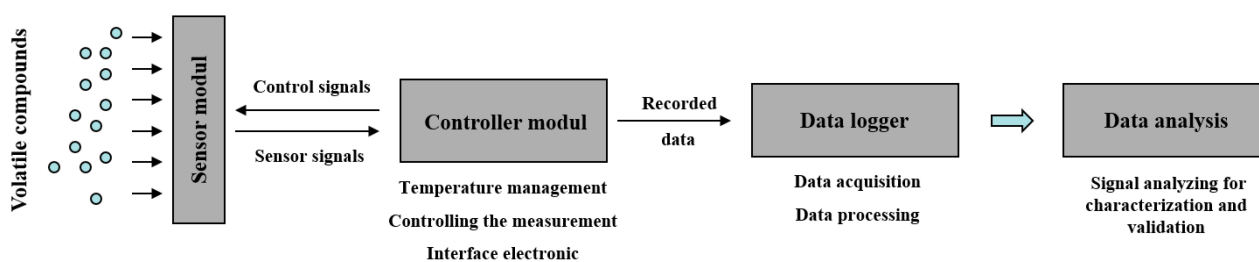 Volatile compounds
Sensor modul
Control signals
Sensor signals
Controller modul
Temperature management
Controlling the measurement
Interface electronic
Recorded
data
Data logger
Data acquisition
Data processing
Data analysis
Signal analyzing for
characterization and
validation